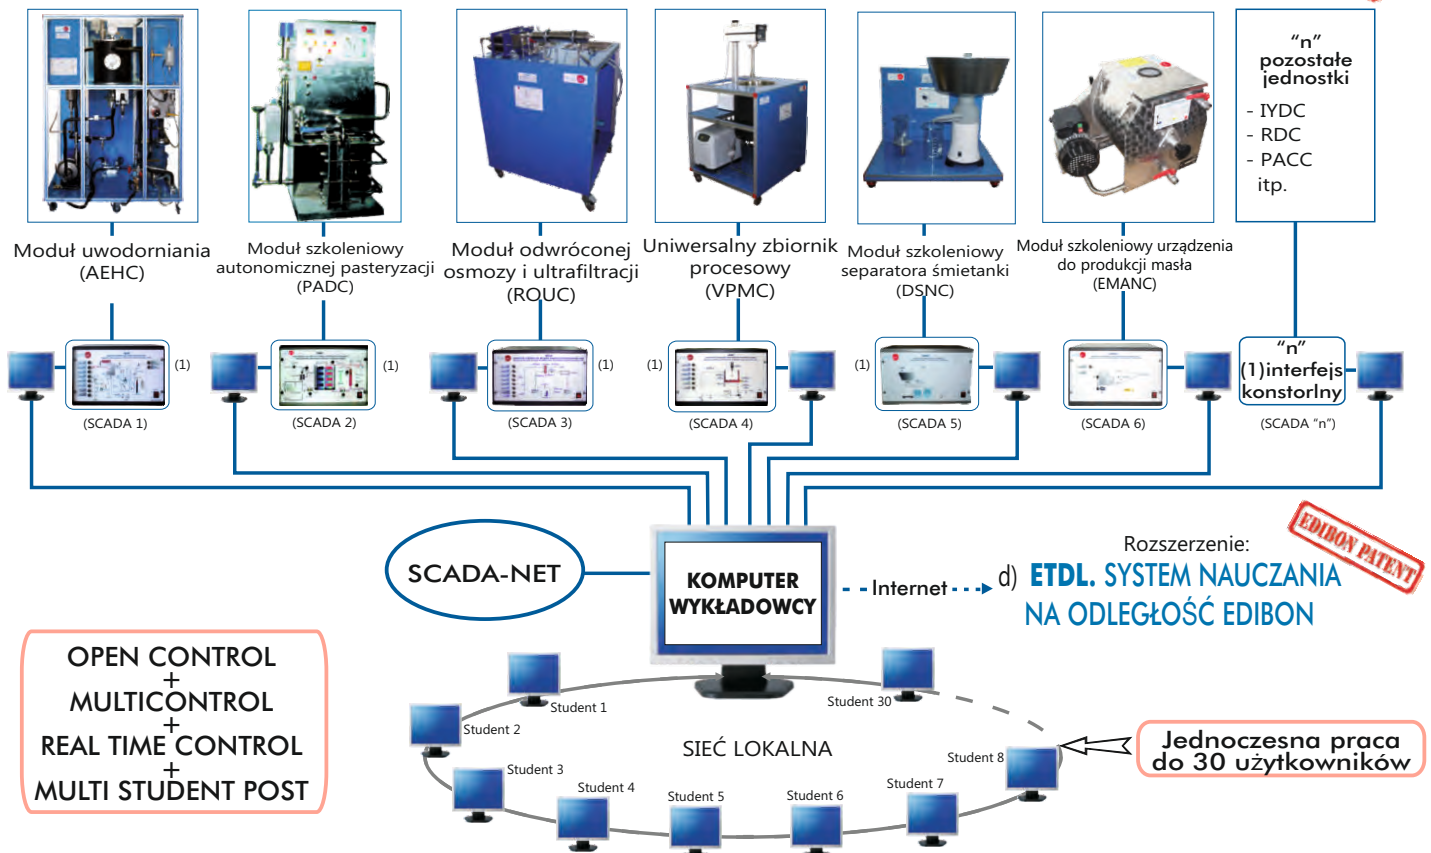 "n"
pozostałe
jednostki
- IYDC
- RDC
- PACC
itp.
Moduł uwodorniania
(AEHC)
Moduł szkoleniowy
autonomicznej pasteryzacji
(PADC)
Moduł odwróconej
osmozy i ultrafiltracji
(ROUC)
Uniwersalny zbiornik
procesowy
(VPMC)
Moduł szkoleniowy
separatora śmietanki
(DSNC)
Moduł szkoleniowy urządzenia
do produkcji masła
(EMANC)
(1)
(SCADA 1)
(1)
(SCADA 2)
(1)
(SCADA 3)
(1)
(SCADA 4)
(1)
(SCADA 5)
(1)
(SCADA 6)
"n"
(1)interfejs
konstorlny
(SCADA "n")
SCADA-NET
KOMPUTER
WYKŁADOWCY
Internet
Rozszerzenie:
d) ETDL. SYSTEM NAUCZANIA
NA ODLEGŁOŚĆ EDIBON
EDIBON PATENT
OPEN CONTROL
+
MULTICONTROL
+
REAL TIME CONTROL
+
MULTI STUDENT POST
Student 1
Student 2
Student 3
Student 4
Student 5
Student 6
Student 7
Student 8
Student 30
SIEĆ LOKALNA
Jednoczesna praca
do 30 użytkowników